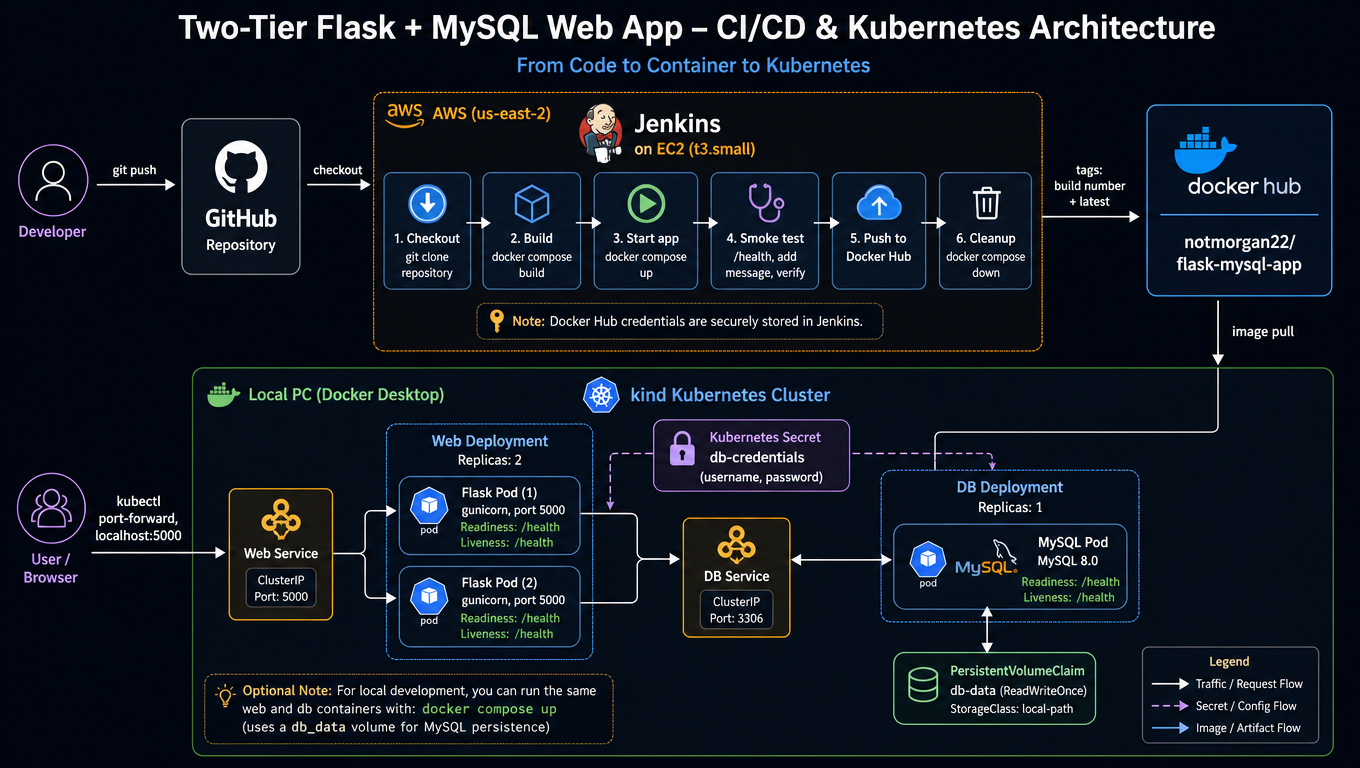 Two-Tier Flask + MySQL Web App – CI/CD & Kubernetes Architecture
From Code to Container to Kubernetes
Developer
git push
GitHub
Repository
checkout
aws
AWS (us-east-2)
Jenkins
on EC2 (t3.small)
1. Checkout
git clone
repository
2. Build
docker compose
build
3. Start app
docker compose
up
4. Smoke test
/health, add
message, verify
5. Push to
Docker Hub
6. Cleanup
docker compose
down
Note: Docker Hub credentials are securely stored in Jenkins.
tags:
build number
+ latest
docker hub
notmorgan22/
flask-mysql-app
image pull
Local PC (Docker Desktop)
kind Kubernetes Cluster
User /
Browser
kubectl
port-forward,
localhost:5000
Web Service
ClusterIP
Port: 5000
Web Deployment
Replicas: 2
pod
Flask Pod (1)
gunicorn, port 5000
Readiness: /health
Liveness: /health
pod
Flask Pod (2)
gunicorn, port 5000
Readiness: /health
Liveness: /health
Kubernetes Secret
db-credentials
(username, password)
DB Service
ClusterIP
Port: 3306
DB Deployment
Replicas: 1
pod
MySQL
MySQL Pod
MySQL 8.0
Readiness: /health
Liveness: /health
PersistentVolumeClaim
db-data (ReadWriteOnce)
StorageClass: local-path
Optional Note: For local development, you can run the same
web and db containers with: docker compose up
(uses a db_data volume for MySQL persistence)
Legend
Traffic / Request Flow
Secret / Config Flow
Image / Artifact Flow